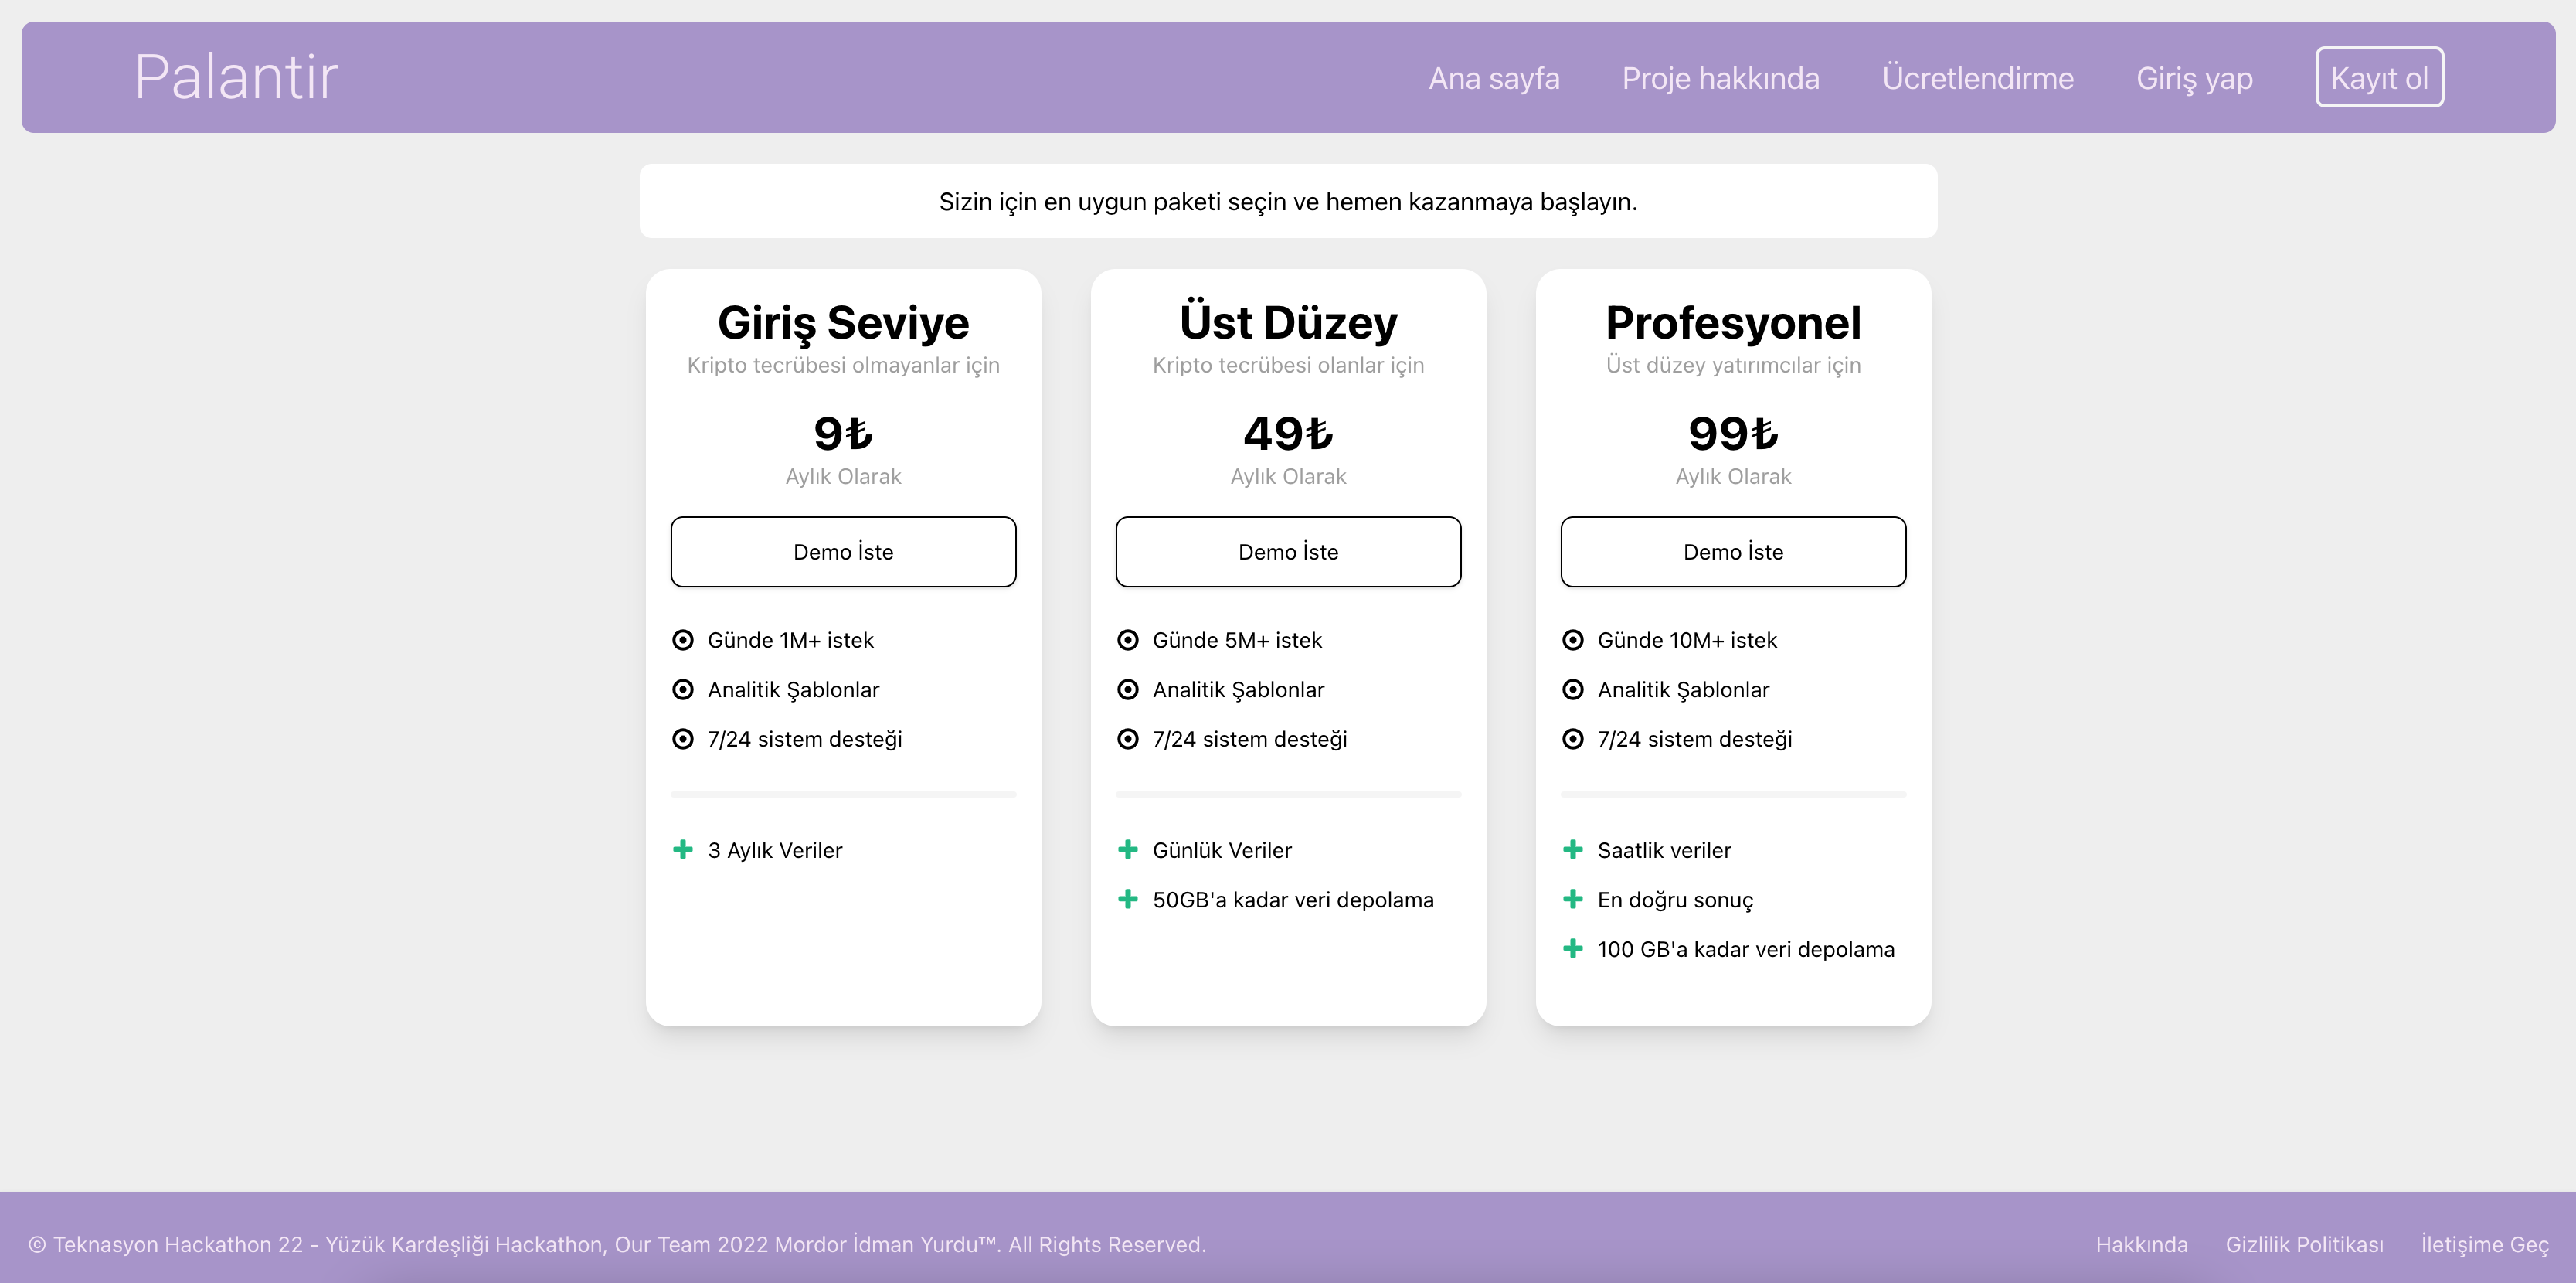 Palantir
Ana sayfa
Proje hakkında
Ücretlendirme
Giriş yap
Kayıt ol
Sizin için en uygun paketi seçin ve hemen kazanmaya başlayın.
Giriş Seviye
Kripto tecrübesi olmayanlar için
9₺
Aylık Olarak
Demo İste
Günde 1M+ istek
Analitik Şablonlar
7/24 sistem desteği
3 Aylık Veriler
Üst Düzey
Kripto tecrübesi olanlar için
49₺
Aylık Olarak
Demo İste
Günde 5M+ istek
Analitik Şablonlar
7/24 sistem desteği
Günlük Veriler
50GB'a kadar veri depolama
Profesyonel
Üst düzey yatırımcılar için
99₺
Aylık Olarak
Demo İste
Günde 10M+ istek
Analitik Şablonlar
7/24 sistem desteği
Saatlik veriler
En doğru sonuç
100 GB'a kadar veri depolama
© Teknasyon Hackathon 22 - Yüzük Kardeşliği Hackathon, Our Team 2022 Mordor İdman Yurdu™. All Rights Reserved.
Hakkında
Gizlilik Politikası
İletişime Geç